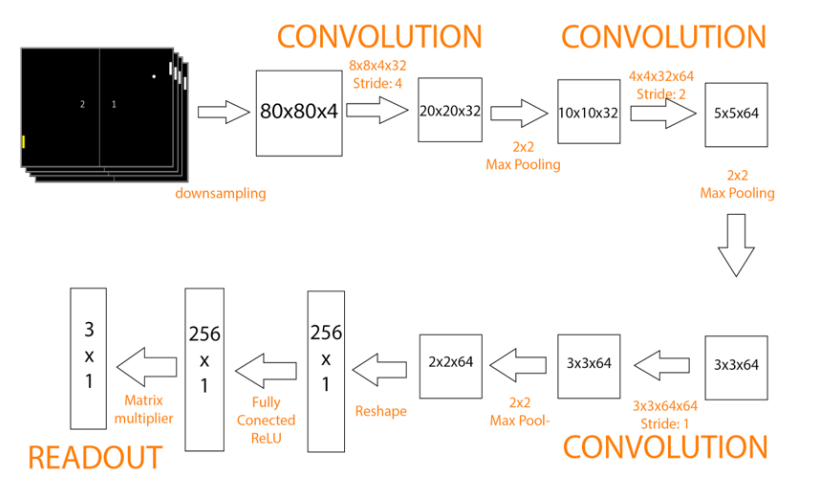 CONVOLUTION
CONVOLUTION
8x8x4x32
Stride: 4
4x4x32x64
Stride: 2
2 1
80x80x4
20x20x32
10x10x32
5x5x64
2x2
Max Pooling
2x2
Max Pooling
downsampling
3
x
1
256
x
1
256
x
1
2x2x64
3x3x64
3x3x64
Matrix
multiplier
Fully
Conected
ReLU
Reshape
2x2
Max Pool-
3x3x64x64
Stride: 1
CONVOLUTION
READOUT